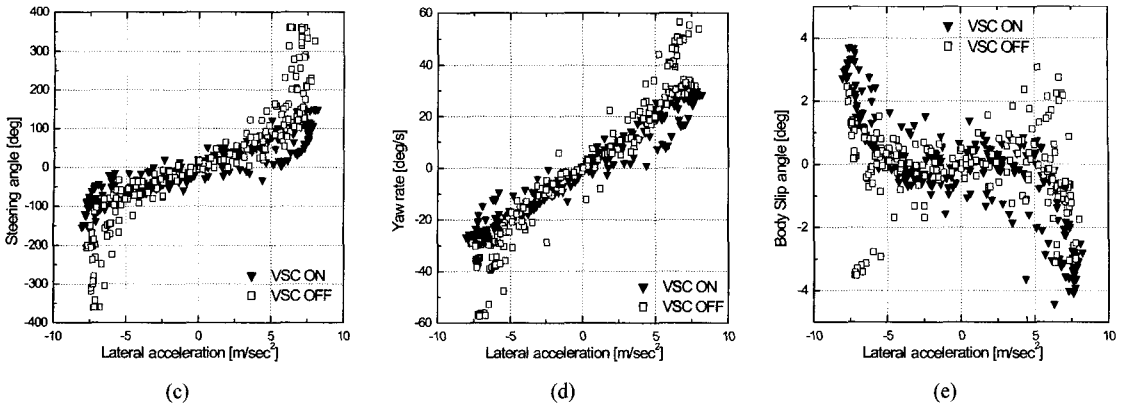 400
300
200
100
0
-100
-200
-300
-400
-10 -5 0 5 10
Steering angle [deg]
Lateral acceleration [m/sec²]
VSC ON
VSC OFF
(c)
60
40
20
0
-20
-40
-60
-10 -5 0 5 10
Yaw rate [deg/s]
Lateral acceleration [m/sec²]
VSC ON
VSC OFF
(d)
4
2
0
-2
-4
-10 -5 0 5 10
Body Slip angle [deg]
Lateral acceleration [m/sec²]
VSC ON
VSC OFF
(e)